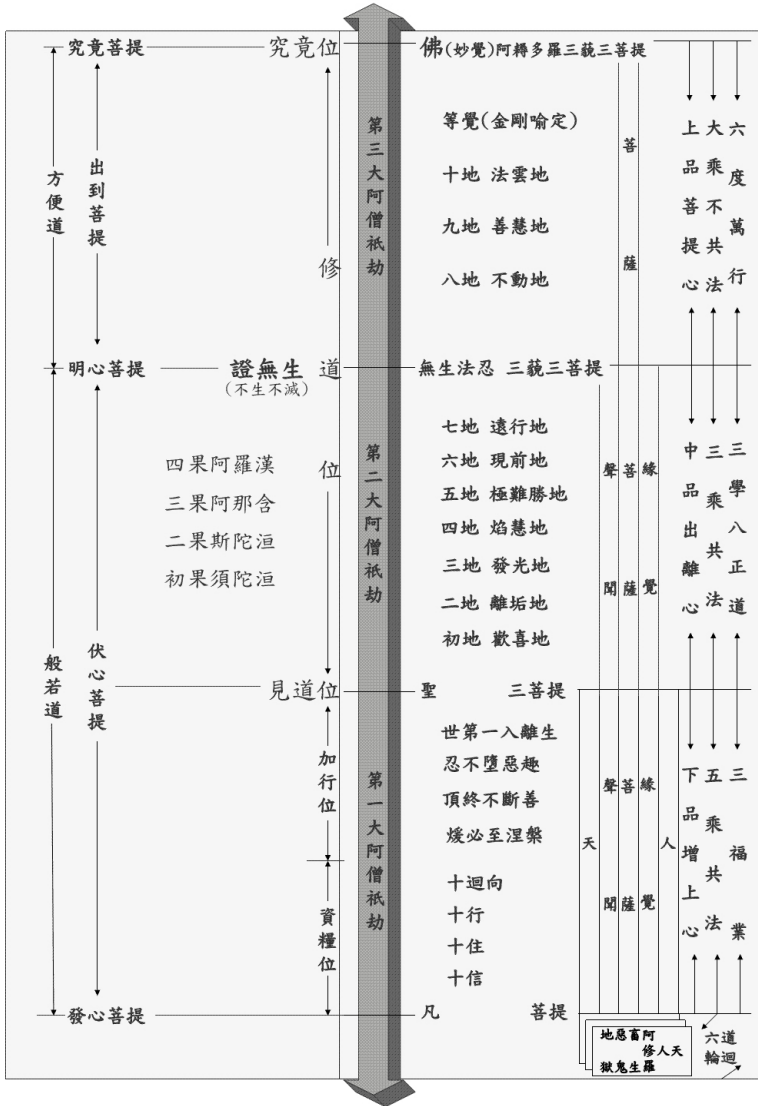 究竟菩提
究竟位
佛(妙覺)阿耨多羅三藐三菩提
等覺(金剛喻定)
十地 法雲地
九地 善慧地
八地 不動地
第三大阿僧祇劫
方便道
出到菩提
修
道
位
菩薩
上品菩提心
大乘不共法
六度萬行
明心菩提
證無生
(不生不滅)
無生法忍 三藐三菩提
七地 遠行地
六地 現前地
五地 極難勝地
四地 焰慧地
三地 發光地
二地 離垢地
初地 歡喜地
四果阿羅漢
三果阿那含
二果斯陀洹
初果須陀洹
第二大阿僧祇劫
聲聞
菩薩
緣覺
中品出離心
三乘共法
三學八正道
般若道
伏心菩提
見道位
聖 三菩提
世第一入離生
忍不墮惡趣
頂終不斷善
煖必至涅槃
十迴向
十行
十住
十信
加行位
資糧位
第一大阿僧祇劫
天
聲聞
菩薩
緣覺
人
下品增上心
五乘共法
三福業
發心菩提
凡 菩提
地惡畜阿
修人天
獄生鬼羅
六道
輪迴